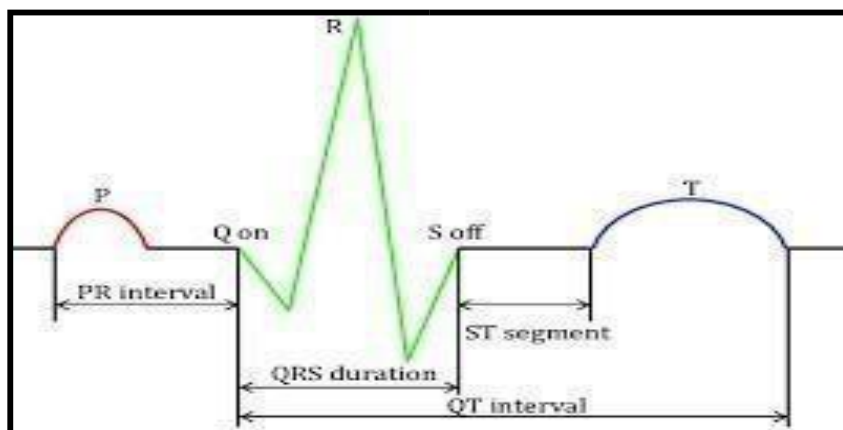 R
P
T
Q on
S off
PR interval
ST segment
QRS duration
QT interval